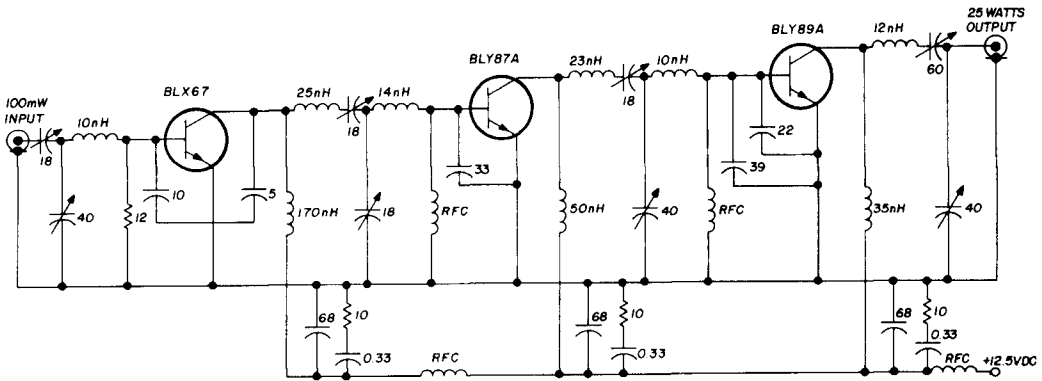 100mW
INPUT
18
40
10nH
12
10
BLX67
5
25nH
18
14nH
170nH
18
RFC
BLY87A
33
23nH
18
10nH
50nH
40
RFC
BLY89A
22
39
12nH
60
25 WATTS
OUTPUT
35nH
40
68
10
0.33
RFC
68
10
0.33
68
10
0.33
RFC
+12.5VDC